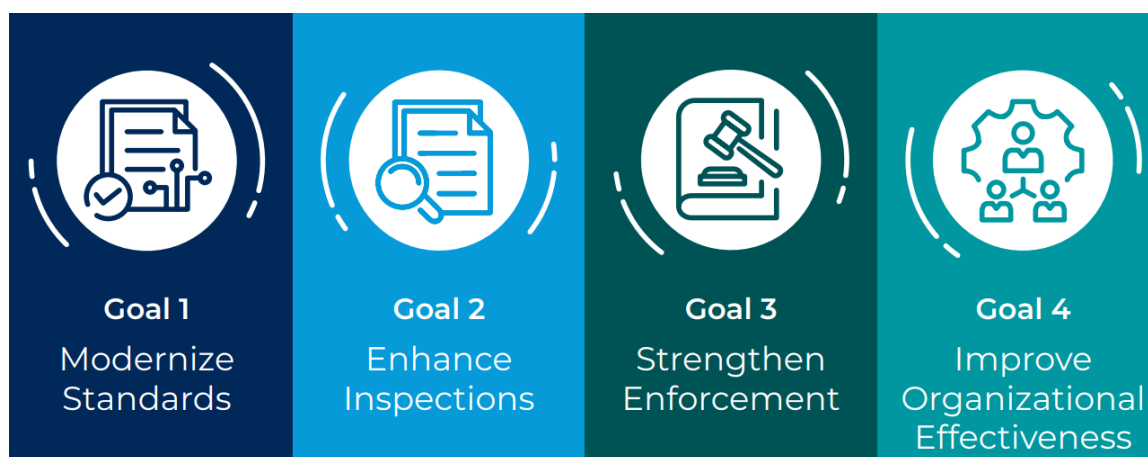 Goal 1
Modernize
Standards
Goal 2
Enhance
Inspections
Goal 3
Strengthen
Enforcement
Goal 4
Improve
Organizational
Effectiveness